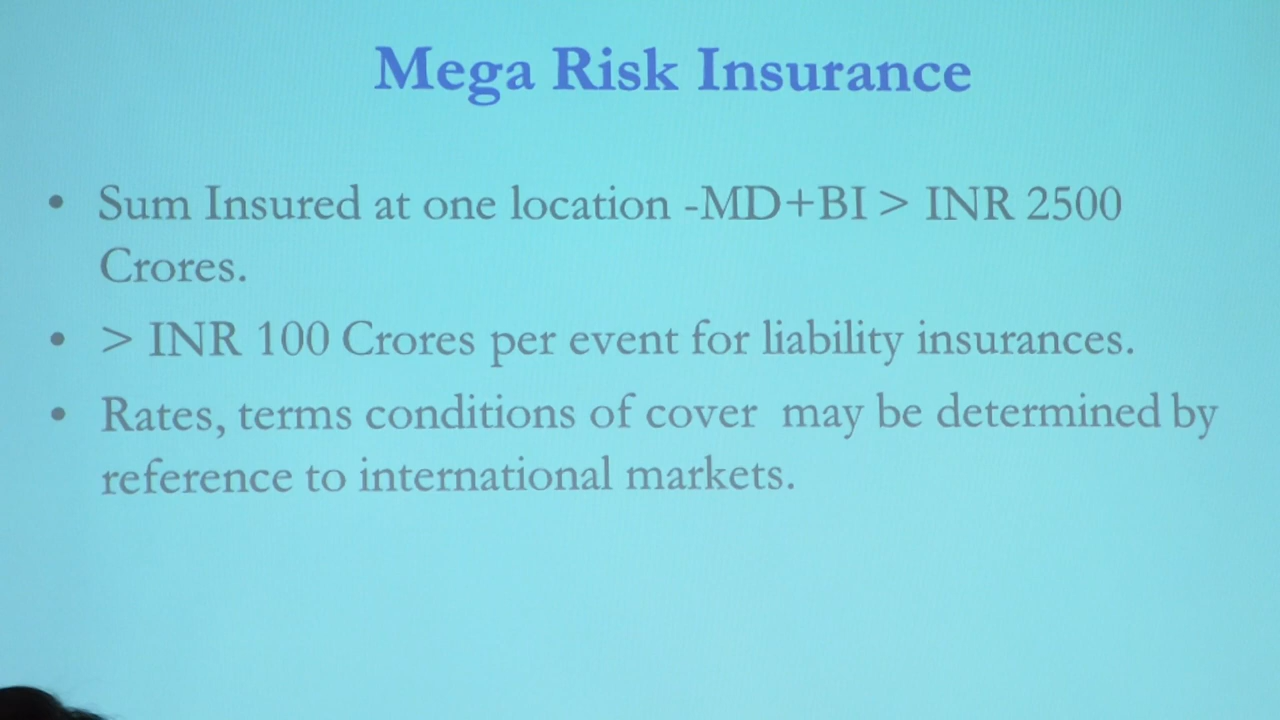 Mega Risk Insurance
• Sum Insured at one location -MD+BI > INR 2500
Crores.
• > INR 100 Crores per event for liability insurances.
• Rates, terms conditions of cover  may be determined by
reference to international markets.